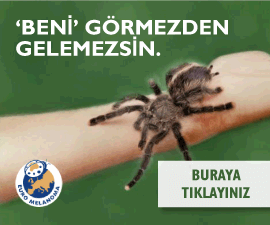 ‘BENİ’ GÖRMEZDEN
GELEMEZSİN.
BURAYA
TIKLAYINIZ
EURO MELANOMA